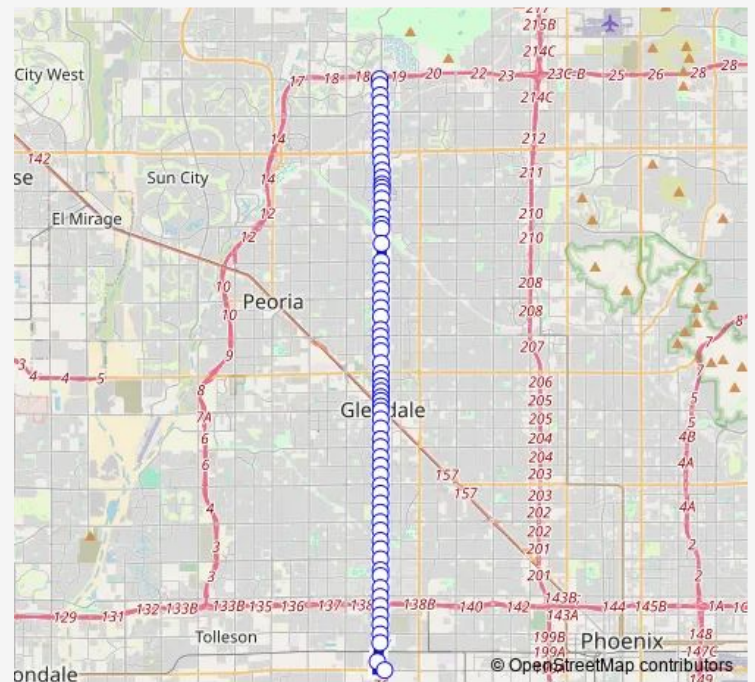 217
215B
214C
City West
17 18 18 19 20 22 23 23C-B 25 26 28 28
214C
14
212
142
211
se
Sun City
14
El Mirage
12
210
12
210
10
208
Peoria
10
208
8
207
9
7
7
3
4 4 5
206
8
205
5
7A
Glendale
205
5
6
204
4B
204
4A
6
157
203
157
203
4
202
4A
3
202
2
201
3
201
2
129 131 132 133B 133B 135 136 137 138 138B 140 142 143B; 144 145B 1A 1C
143A
Tolleson
199B
Phoenix
148
199A
147C
ondale
© OpenStreetMap contributors
149